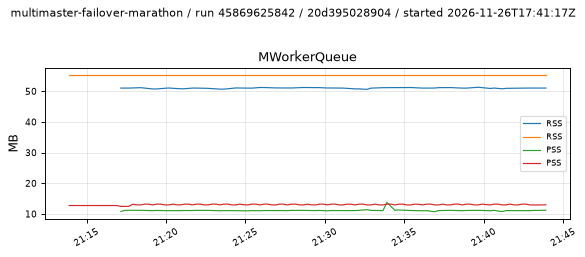 multimaster-failover-marathon / run 45869625842 / 20d395028904 / started 2026-11-26T17:41:17Z
MWorkerQueue
MB
50
40
30
20
10
RSS
RSS
PSS
PSS
21:15
21:20
21:25
21:30
21:35
21:40
21:45